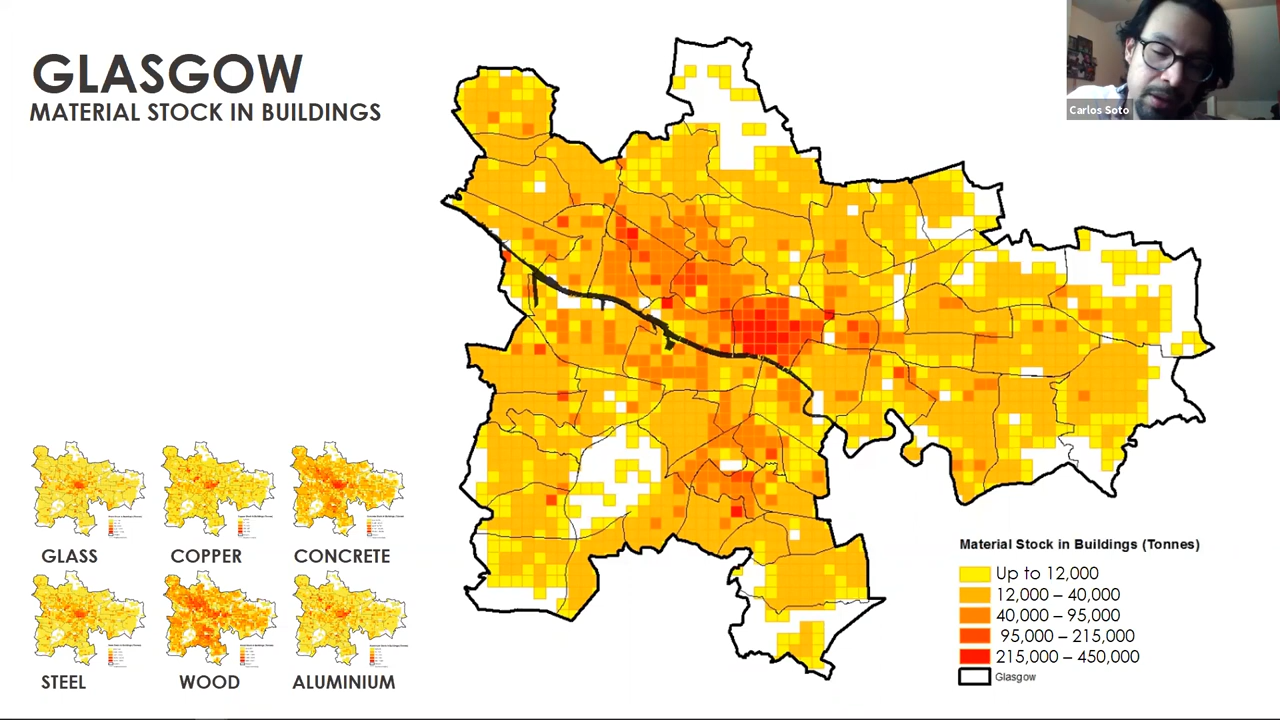 GLASGOW
MATERIAL STOCK IN BUILDINGS
Carlos Soto
GLASS
COPPER
CONCRETE
STEEL
WOOD
ALUMINIUM
Material Stock in Buildings (Tonnes)
Up to 12,000
12,000 – 40,000
40,000 – 95,000
95,000 – 215,000
215,000 – 450,000
Glasgow